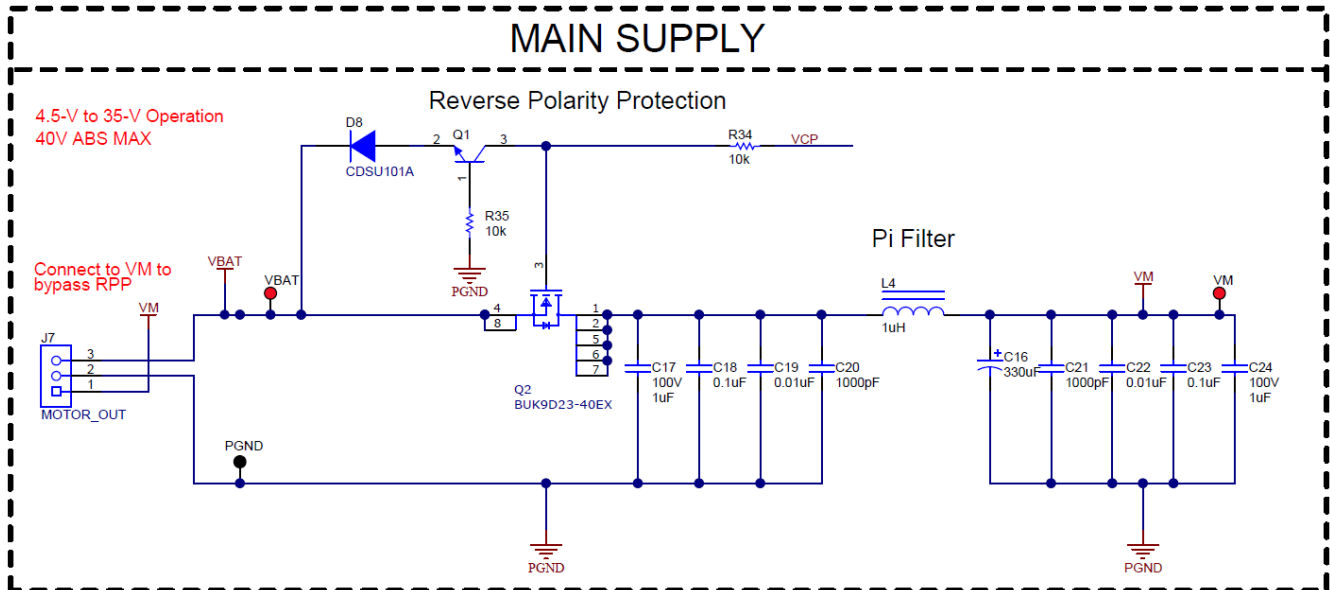 MAIN SUPPLY
4.5-V to 35-V Operation
40V ABS MAX
Reverse Polarity Protection
D8
CDSU101A
2
Q1
3
1
R35
10k
PGND
R34
10k
VCP
Pi Filter
Connect to VM to
bypass RPP
VBAT
VBAT
VM
J7
3
2
1
MOTOR_OUT
PGND
3
4
8
1
2
5
6
7
Q2
BUK9D23-40EX
C17
100V
1uF
C18
0.1uF
C19
0.01uF
C20
1000pF
L4
1uH
VM
VM
+
C16
330uF
C21
1000pF
C22
0.01uF
C23
0.1uF
C24
100V
1uF
PGND
PGND